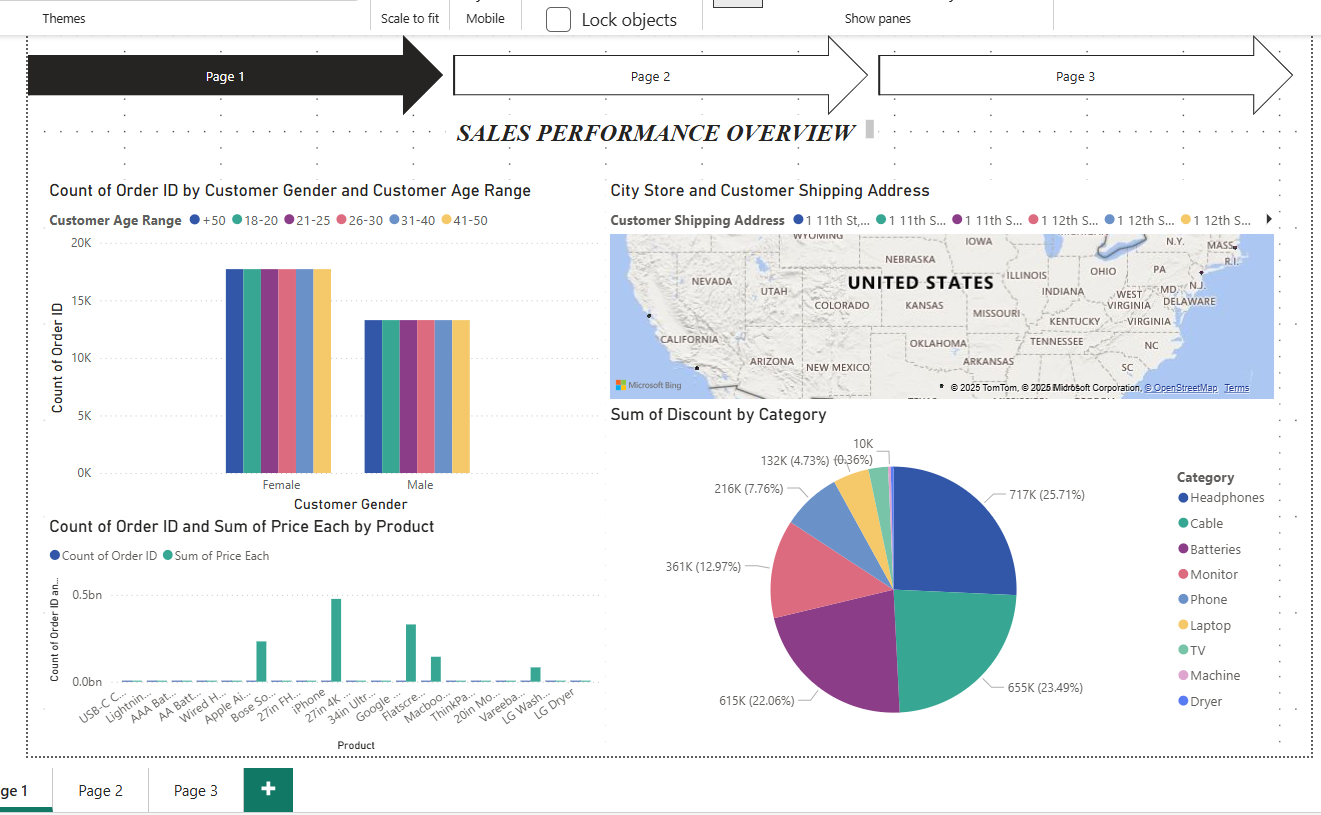 Themes
Scale to fit
Mobile
Lock objects
Show panes
Page 1
Page 2
Page 3
SALES PERFORMANCE OVERVIEW
Count of Order ID by Customer Gender and Customer Age Range
Customer Age Range +50 18-20 21-25 26-30 31-40 41-50
20K
15K
10K
5K
0K
Count of Order ID
Female
Male
Customer Gender
City Store and Customer Shipping Address
Customer Shipping Address 1 11th St,... 1 11th S... 1 11th S... 1 12th S... 1 12th S... 1 12th S...
WYOMING
IOWA
N.Y.
MASS.
R.I.
NEBRASKA
NEVADA
UTAH
UNITED STATES
ILLINOIS
OHIO
PA
N.J.
INDIANA
WEST VIRGINIA
MD
DELAWARE
COLORADO
KANSAS
MISSOURI
KENTUCKY
VIRGINIA
CALIFORNIA
OKLAHOMA
TENNESSEE
NC
ARIZONA
NEW MEXICO
ARKANSAS
SC
Microsoft Bing
© 2025 TomTom, © 2025 Microsoft Corporation, © OpenStreetMap Terms
Count of Order ID and Sum of Price Each by Product
Count of Order ID Sum of Price Each
Count of Order ID an...
0.5bn
0.0bn
USB-C C...
Lightnin...
AAA Bat...
AA Batt...
Wired H...
Apple Ai...
Bose So...
27in FH...
iPhone
27in 4K ...
34in Ultr...
Google ...
Flatscre...
Macboo...
ThinkPa...
20in Mo...
Vareeba...
LG Wash...
LG Dryer
Product
Sum of Discount by Category
10K
(0.36%)
132K (4.73%)
216K (7.76%)
361K (12.97%)
615K (22.06%)
655K (23.49%)
717K (25.71%)
Category
Headphones
Cable
Batteries
Monitor
Phone
Laptop
TV
Machine
Dryer
ge 1
Page 2
Page 3
+